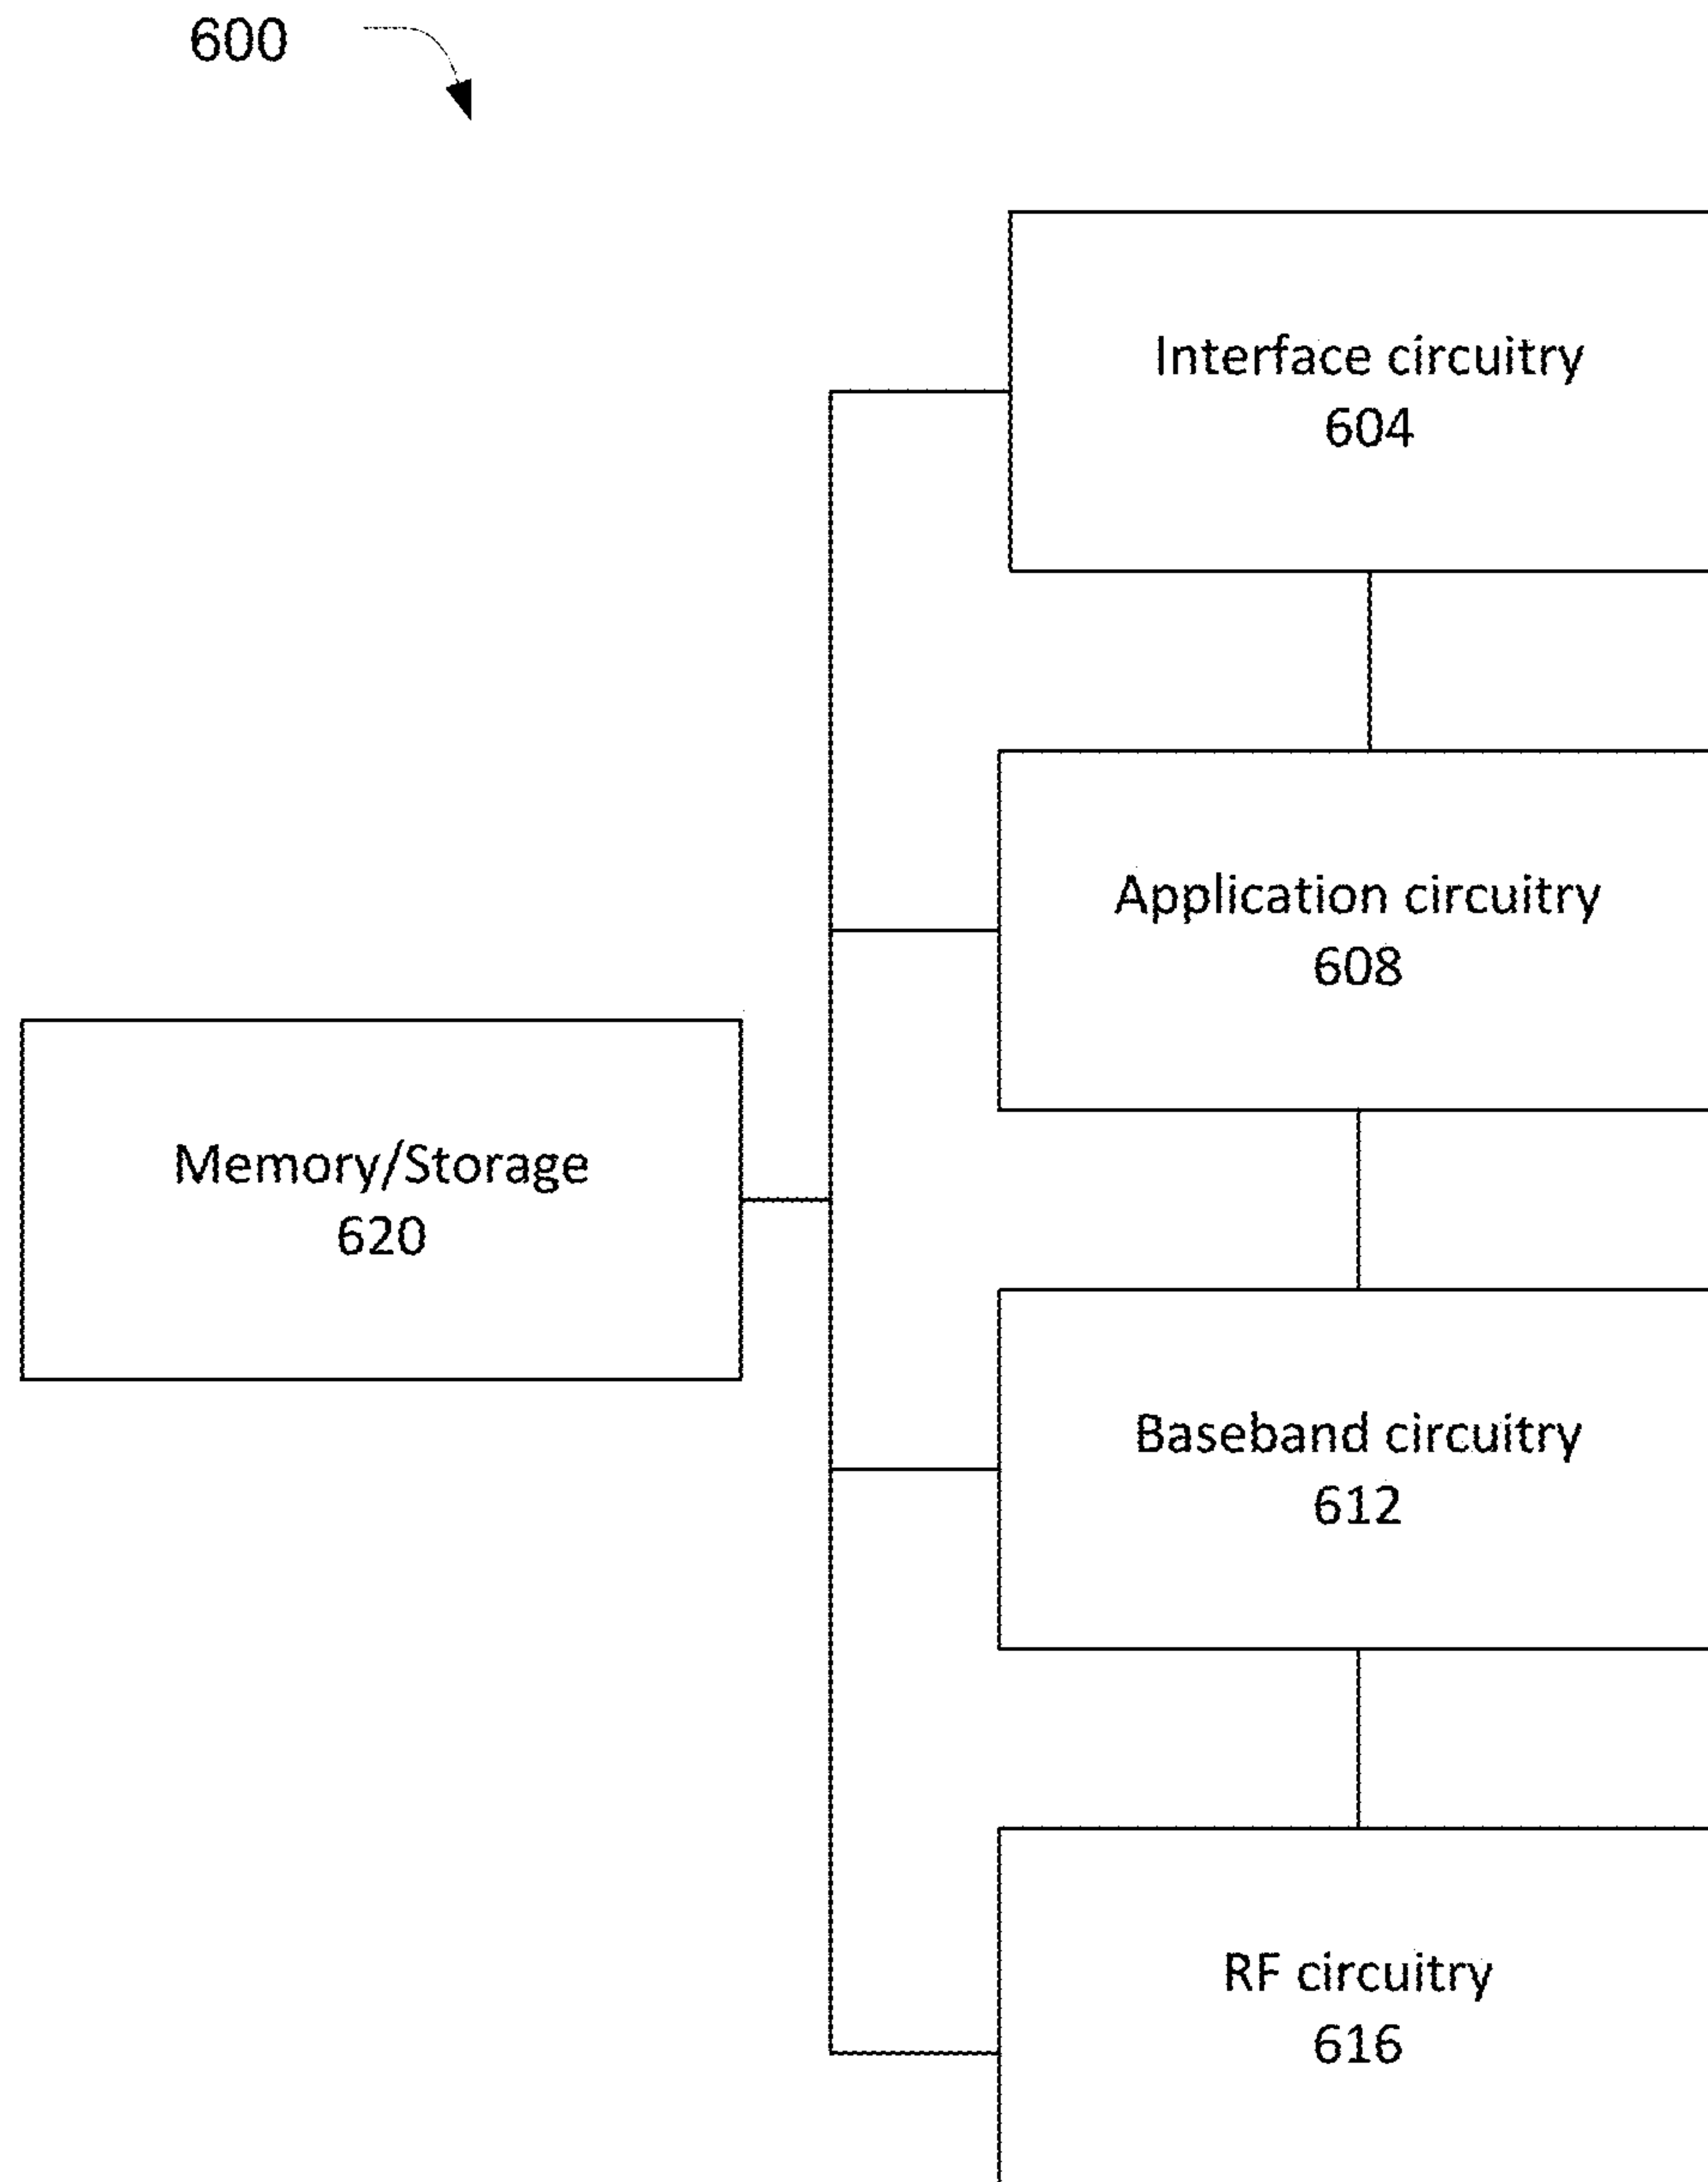 600
Interface circuitry
604
Application circuitry
608
Memory/Storage
620
Baseband circuitry
612
RF circuitry
616